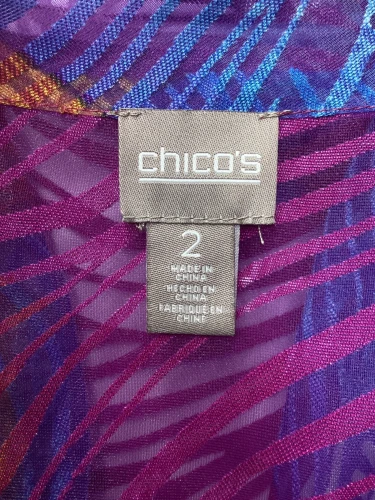 chico's
2
MADE IN
CHINA
HECHO EN
CHINA
FABRIQUÉ EN
CHINE